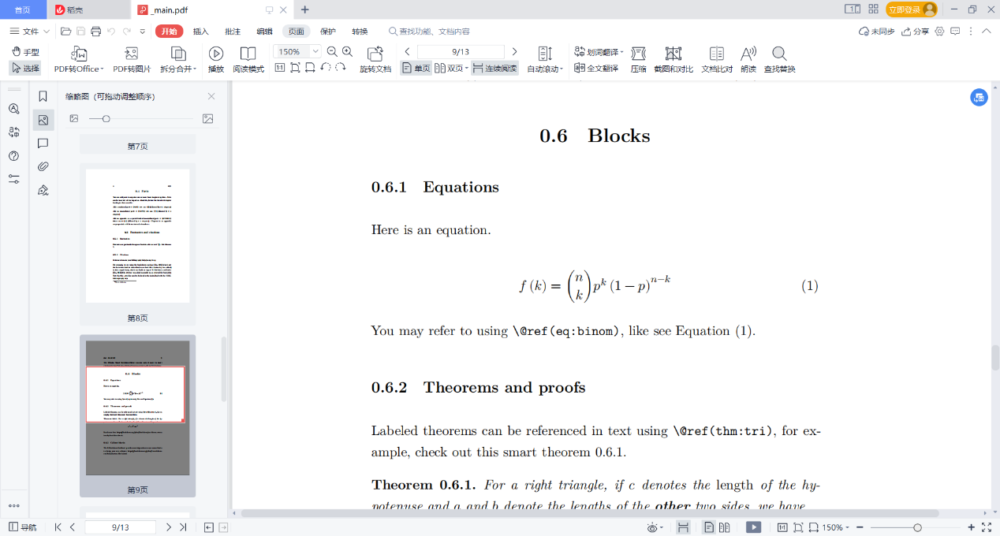 首页 稻壳 _main.pdf 立即登录
文件 开始 插入 批注 编辑 页面 保护 转换 查找功能、文档内容 未同步 分享
手型 150% 9/13 划词翻译
选择 PDF转Office PDF转图片 拆分合并 播放 阅读模式 旋转文档 单页 双页 连续阅读 自动滚动 全文翻译 压缩 截图和对比 文档比对 朗读 查找替换
缩略图（可拖动调整顺序）
第7页
第8页
第9页
0.6 Blocks
0.6.1 Equations
Here is an equation.
f (k) = \binom{n}{k} p^k (1 − p)^{n−k} (1)
You may refer to using \@ref(eq:binom), like see Equation (1).
0.6.2 Theorems and proofs
Labeled theorems can be referenced in text using \@ref(thm:tri), for ex-
ample, check out this smart theorem 0.6.1.
Theorem 0.6.1. For a right triangle, if c denotes the length of the hy-
potenuse and a and b denote the lengths of the other two sides, we have
导航 9/13 150%